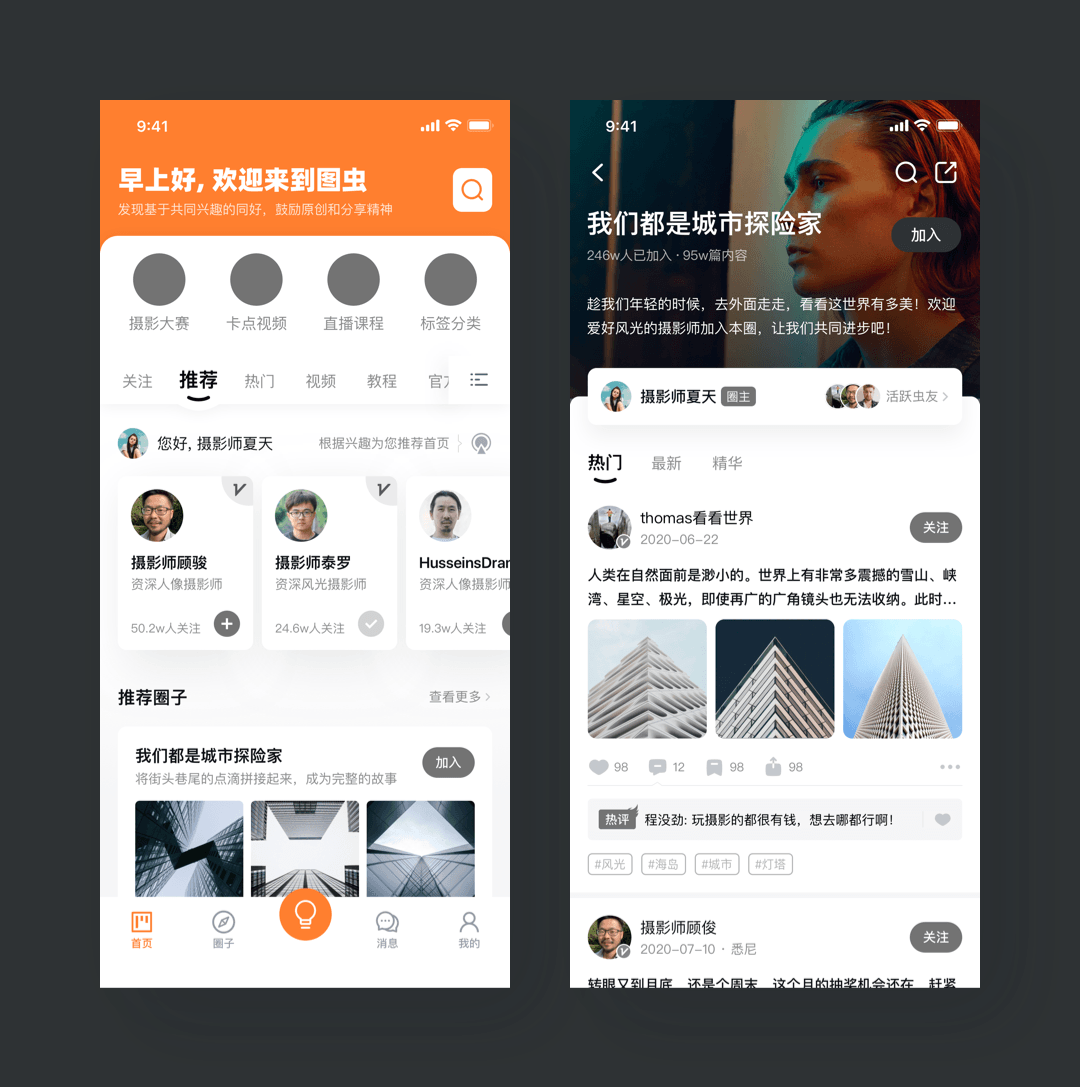 9:41
早上好, 欢迎来到图虫
发现基于共同兴趣的同好，鼓励原创和分享精神
摄影大赛
卡点视频
直播课程
标签分类
关注
推荐
热门
视频
教程
官
您好, 摄影师夏天
根据兴趣为您推荐首页
摄影师顾骏
资深人像摄影师
50.2w人关注
摄影师泰罗
资深风光摄影师
24.6w人关注
HusseinsDra
资深人像摄影师
19.3w人关注
推荐圈子
查看更多
我们都是城市探险家
将街头巷尾的点滴拼接起来，成为完整的故事
加入
首页
圈子
消息
我的
9:41
我们都是城市探险家
246w人已加入 · 95w篇内容
加入
趁我们年轻的时候，去外面走走，看看这世界有多美！欢迎
爱好风光的摄影师加入本圈，让我们共同进步吧！
摄影师夏天
圈主
活跃虫友
热门
最新
精华
thomas看看世界
2020-06-22
关注
人类在自然面前是渺小的。世界上有非常多震撼的雪山、峡
湾、星空、极光，即使再广的广角镜头也无法收纳。此时...
98
12
98
98
热评
程没劲: 玩摄影的都很有钱，想去哪都行啊！
#风光
#海岛
#城市
#灯塔
摄影师顾俊
2020-07-10 · 悉尼
关注
转眼又到月底，还是个周末，这个月的抽奖机会还在，赶紧